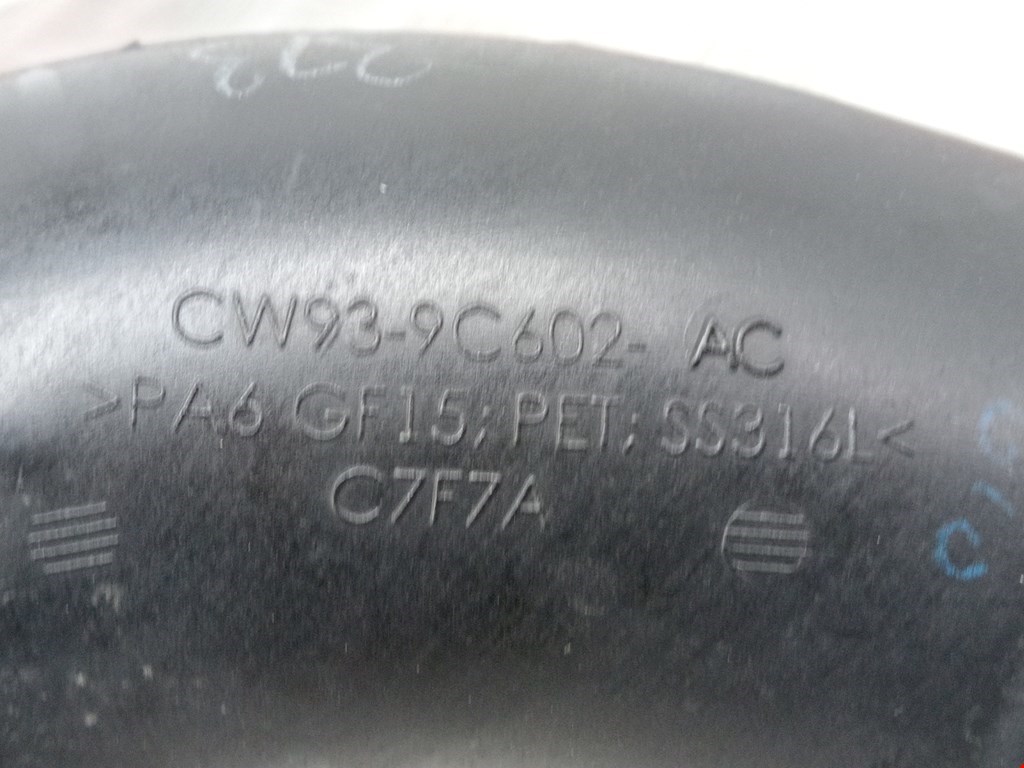 CW93-9C602- AC
>PA6 GF15; PET; SS316L<
C7F7A